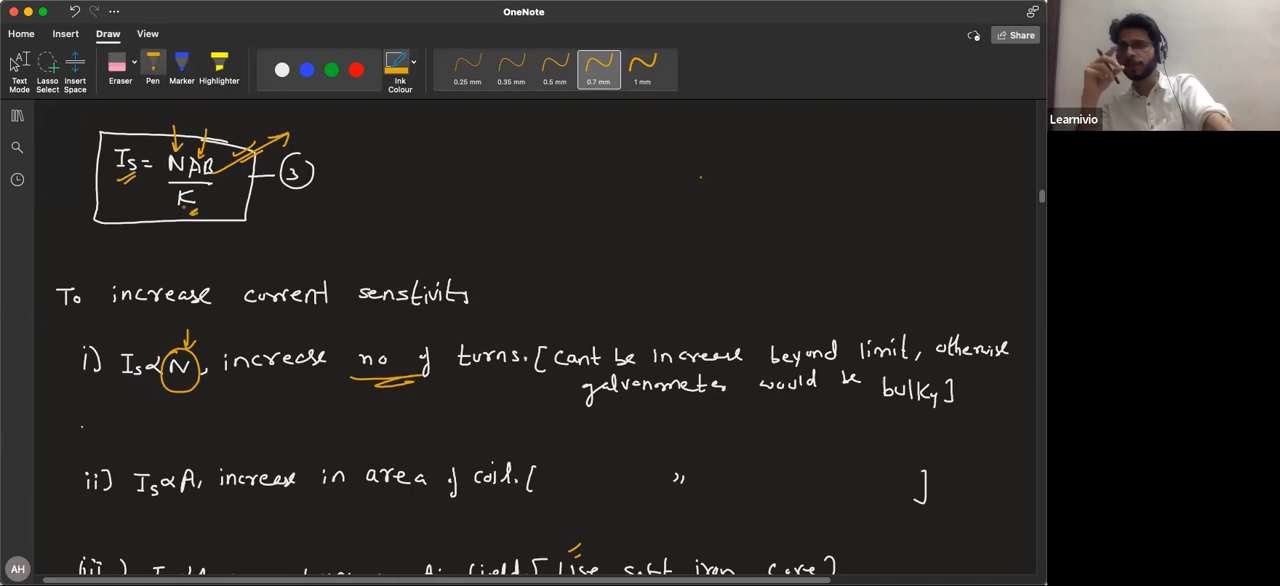 OneNote
Home Insert Draw View
Share
Text Mode
Lasso Select
Insert Space
Eraser
Pen
Marker
Highlighter
Ink Colour
0.25 mm
0.35 mm
0.5 mm
0.7 mm
1 mm
Learnivio
Is = NAB / K — 3
To increase current senstivity
i) Is ∝ N, increase no of turns. [Cant be increase beyond limit, otherwise
galvanometer would be bulky]
ii] Is ∝ A, increase in area of coil. [ " ]
field [use soft iron core]
AH